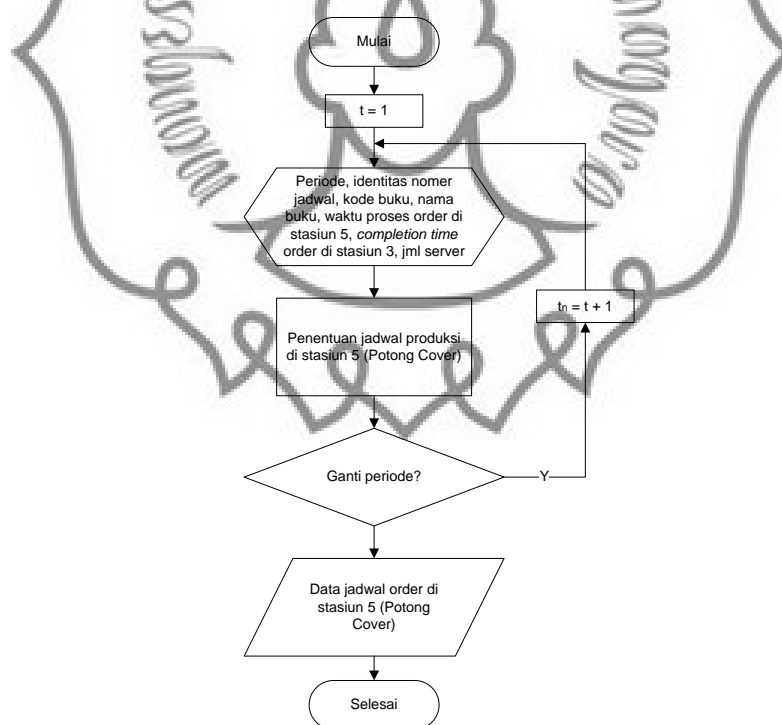 Mulai
t = 1
Periode, identitas nomer
jadwal, kode buku, nama
buku, waktu proses order di
stasiun 5, completion time
order di stasiun 3, jml server
tn = t + 1
Penentuan jadwal produksi
di stasiun 5 (Potong Cover)
Ganti periode?
Y
Data jadwal order di
stasiun 5 (Potong
Cover)
Selesai